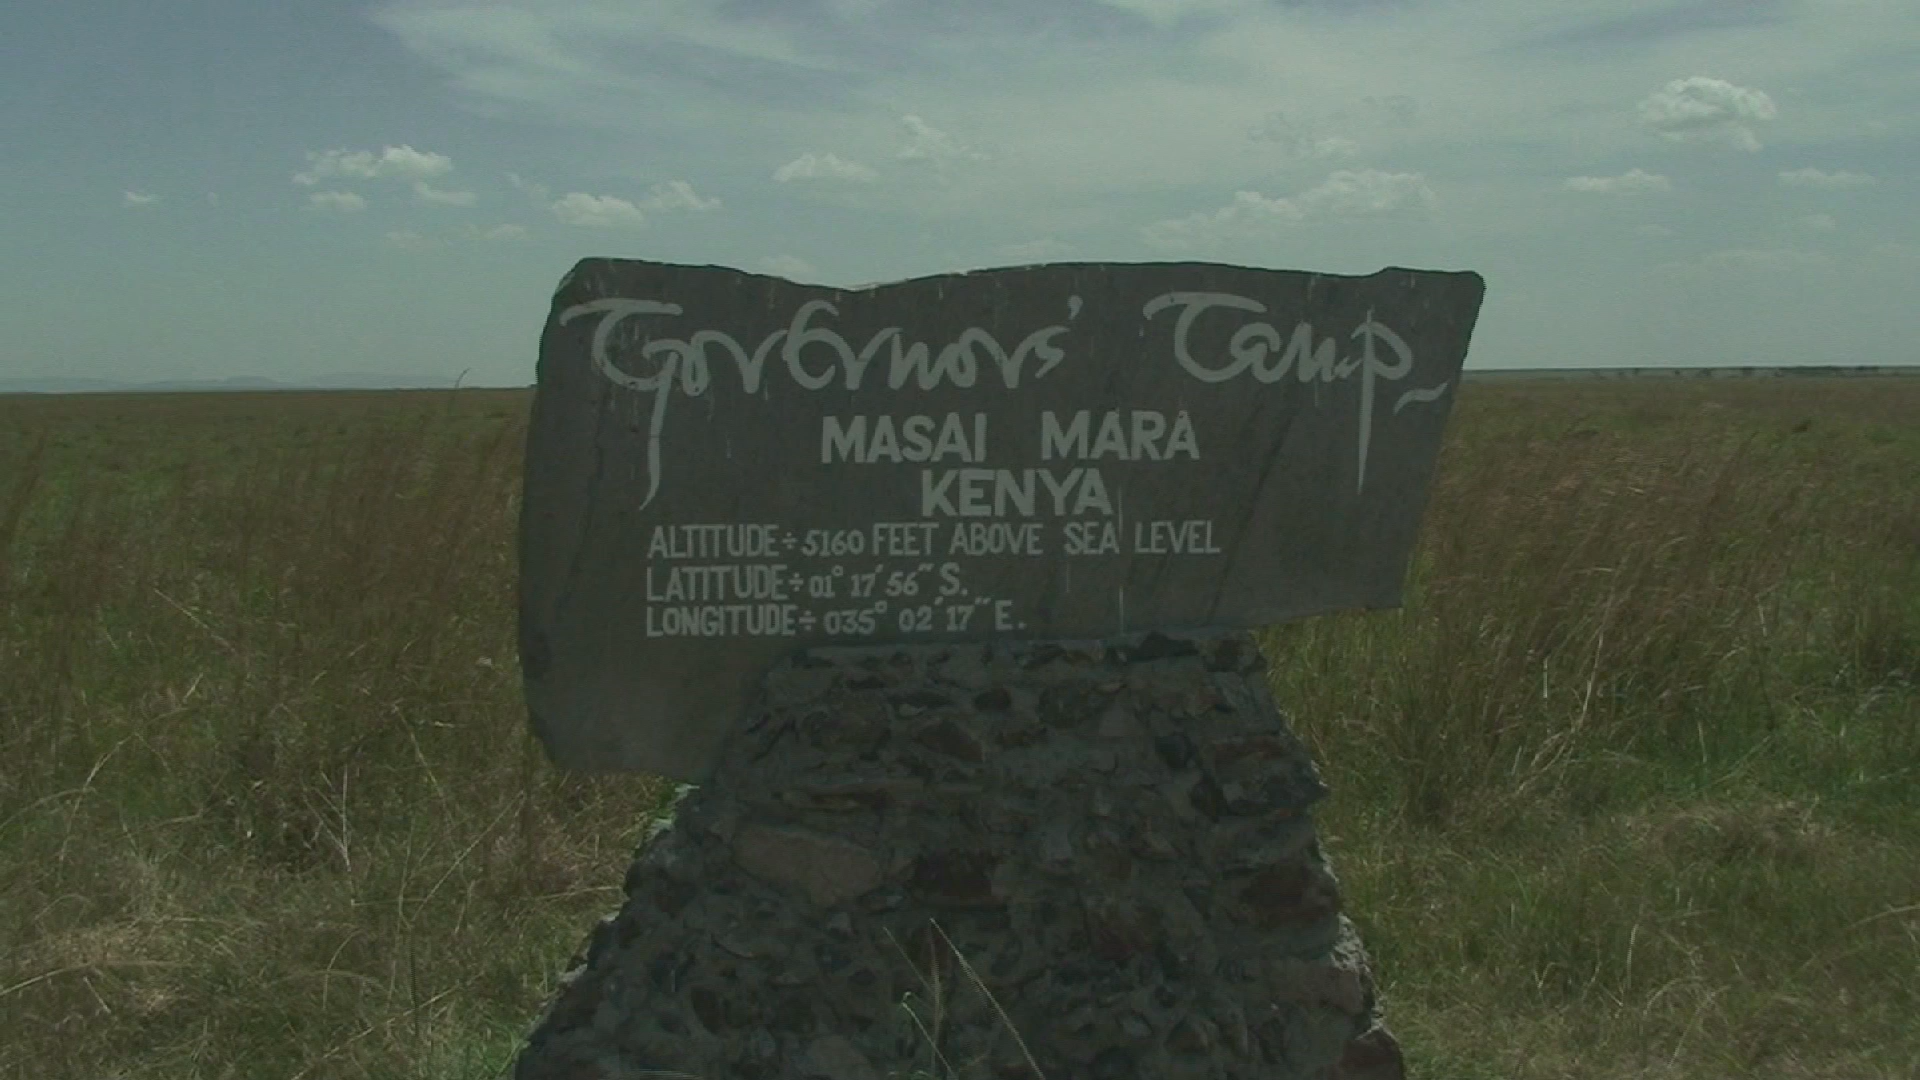 Governors' Camp
MASAI MARA
KENYA
ALTITUDE÷5160 FEET ABOVE SEA LEVEL
LATITUDE÷01° 17' 56" S.
LONGITUDE÷035° 02' 17" E.